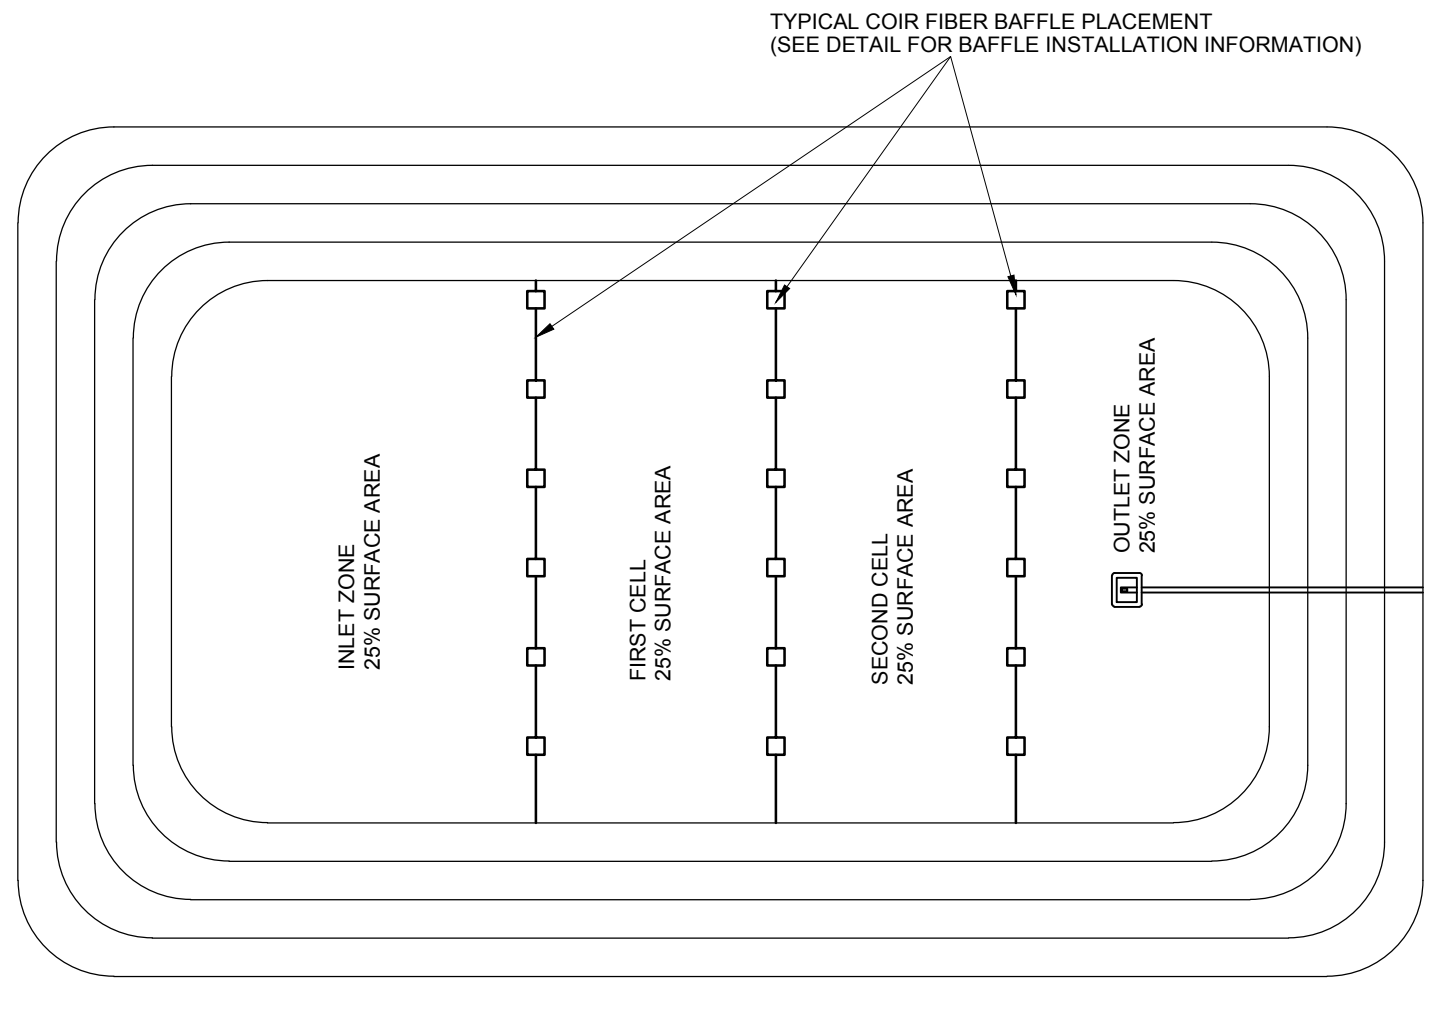 TYPICAL COIR FIBER BAFFLE PLACEMENT
(SEE DETAIL FOR BAFFLE INSTALLATION INFORMATION)
INLET ZONE
25% SURFACE AREA
FIRST CELL
25% SURFACE AREA
SECOND CELL
25% SURFACE AREA
OUTLET ZONE
25% SURFACE AREA